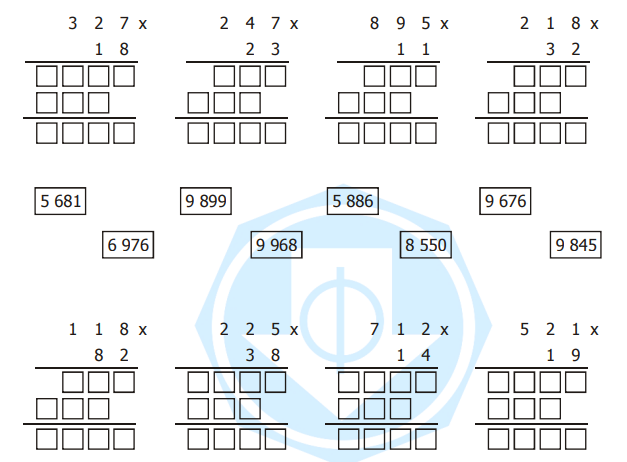 3 2 7 x 2 4 7 x 8 9 5 x 2 1 8 x
1 8 2 3 1 1 3 2
5 681 9 899 5 886 9 676
6 976 9 968 8 550 9 845
1 1 8 x 2 2 5 x 7 1 2 x 5 2 1 x
8 2 3 8 1 4 1 9